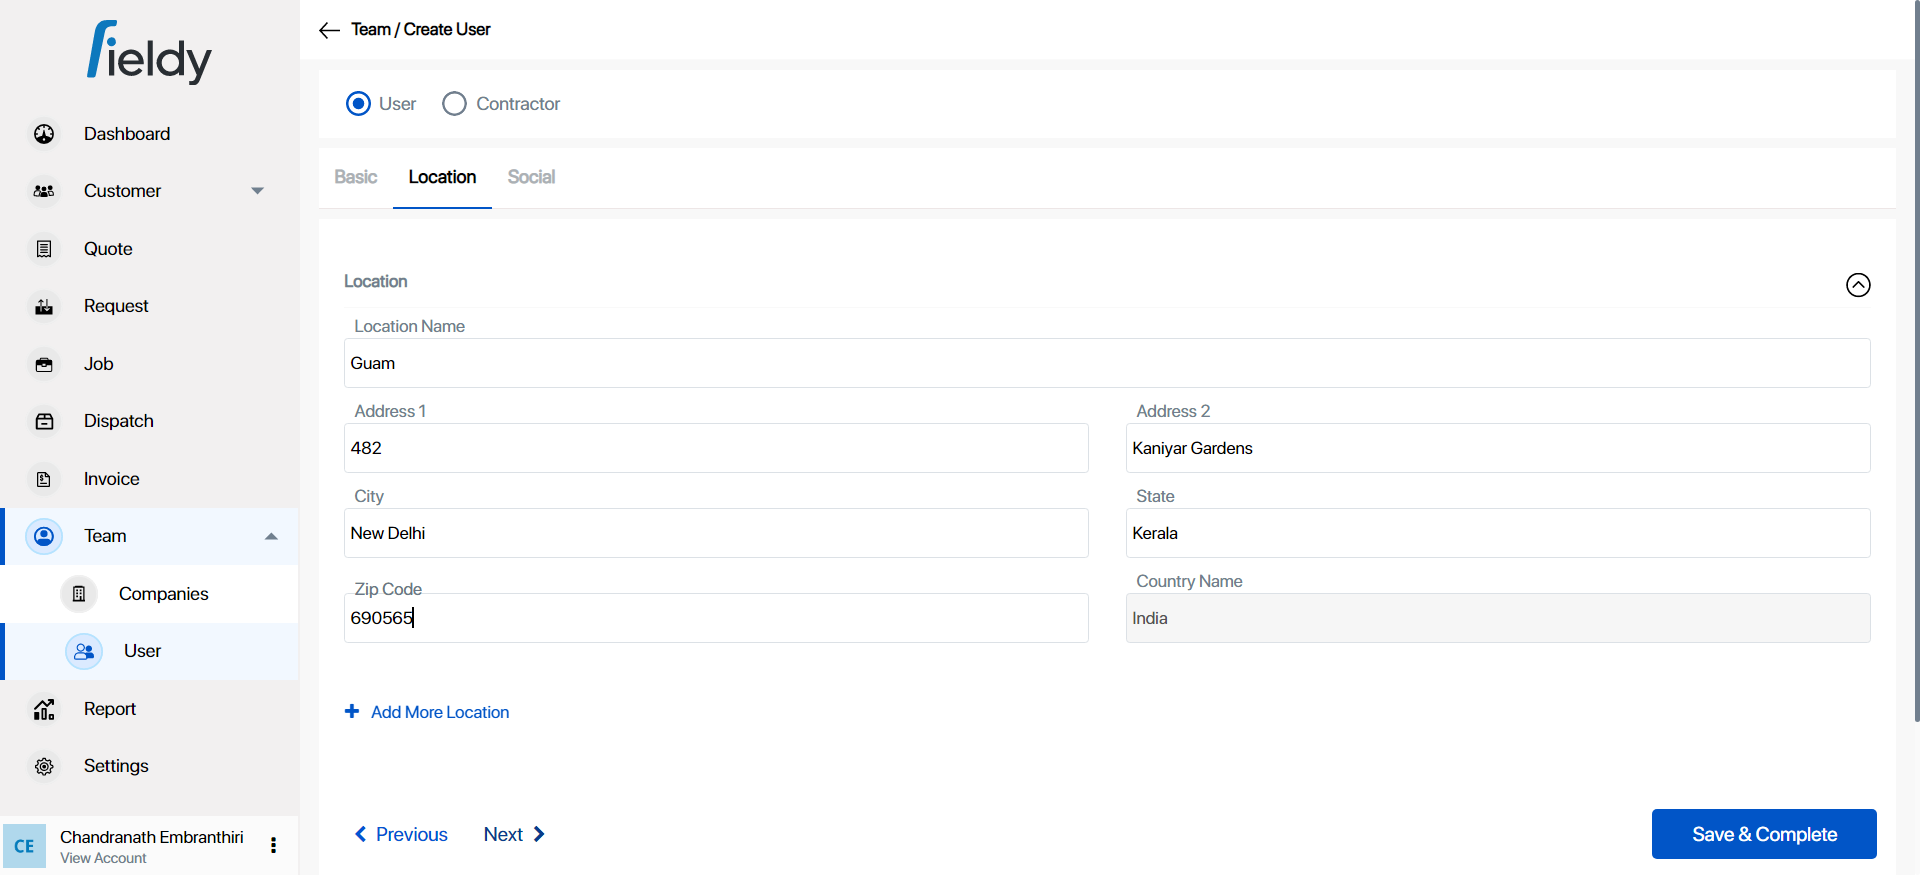 fieldy
Dashboard
Customer
Quote
Request
Job
Dispatch
Invoice
Team
Companies
User
Report
Settings
CE
Chandranath Embranthiri
View Account
Team / Create User
User
Contractor
Basic
Location
Social
Location
Location Name
Guam
Address 1
Address 2
482
Kaniyar Gardens
City
State
New Delhi
Kerala
Zip Code
Country Name
690565
India
+ Add More Location
Previous
Next
Save & Complete